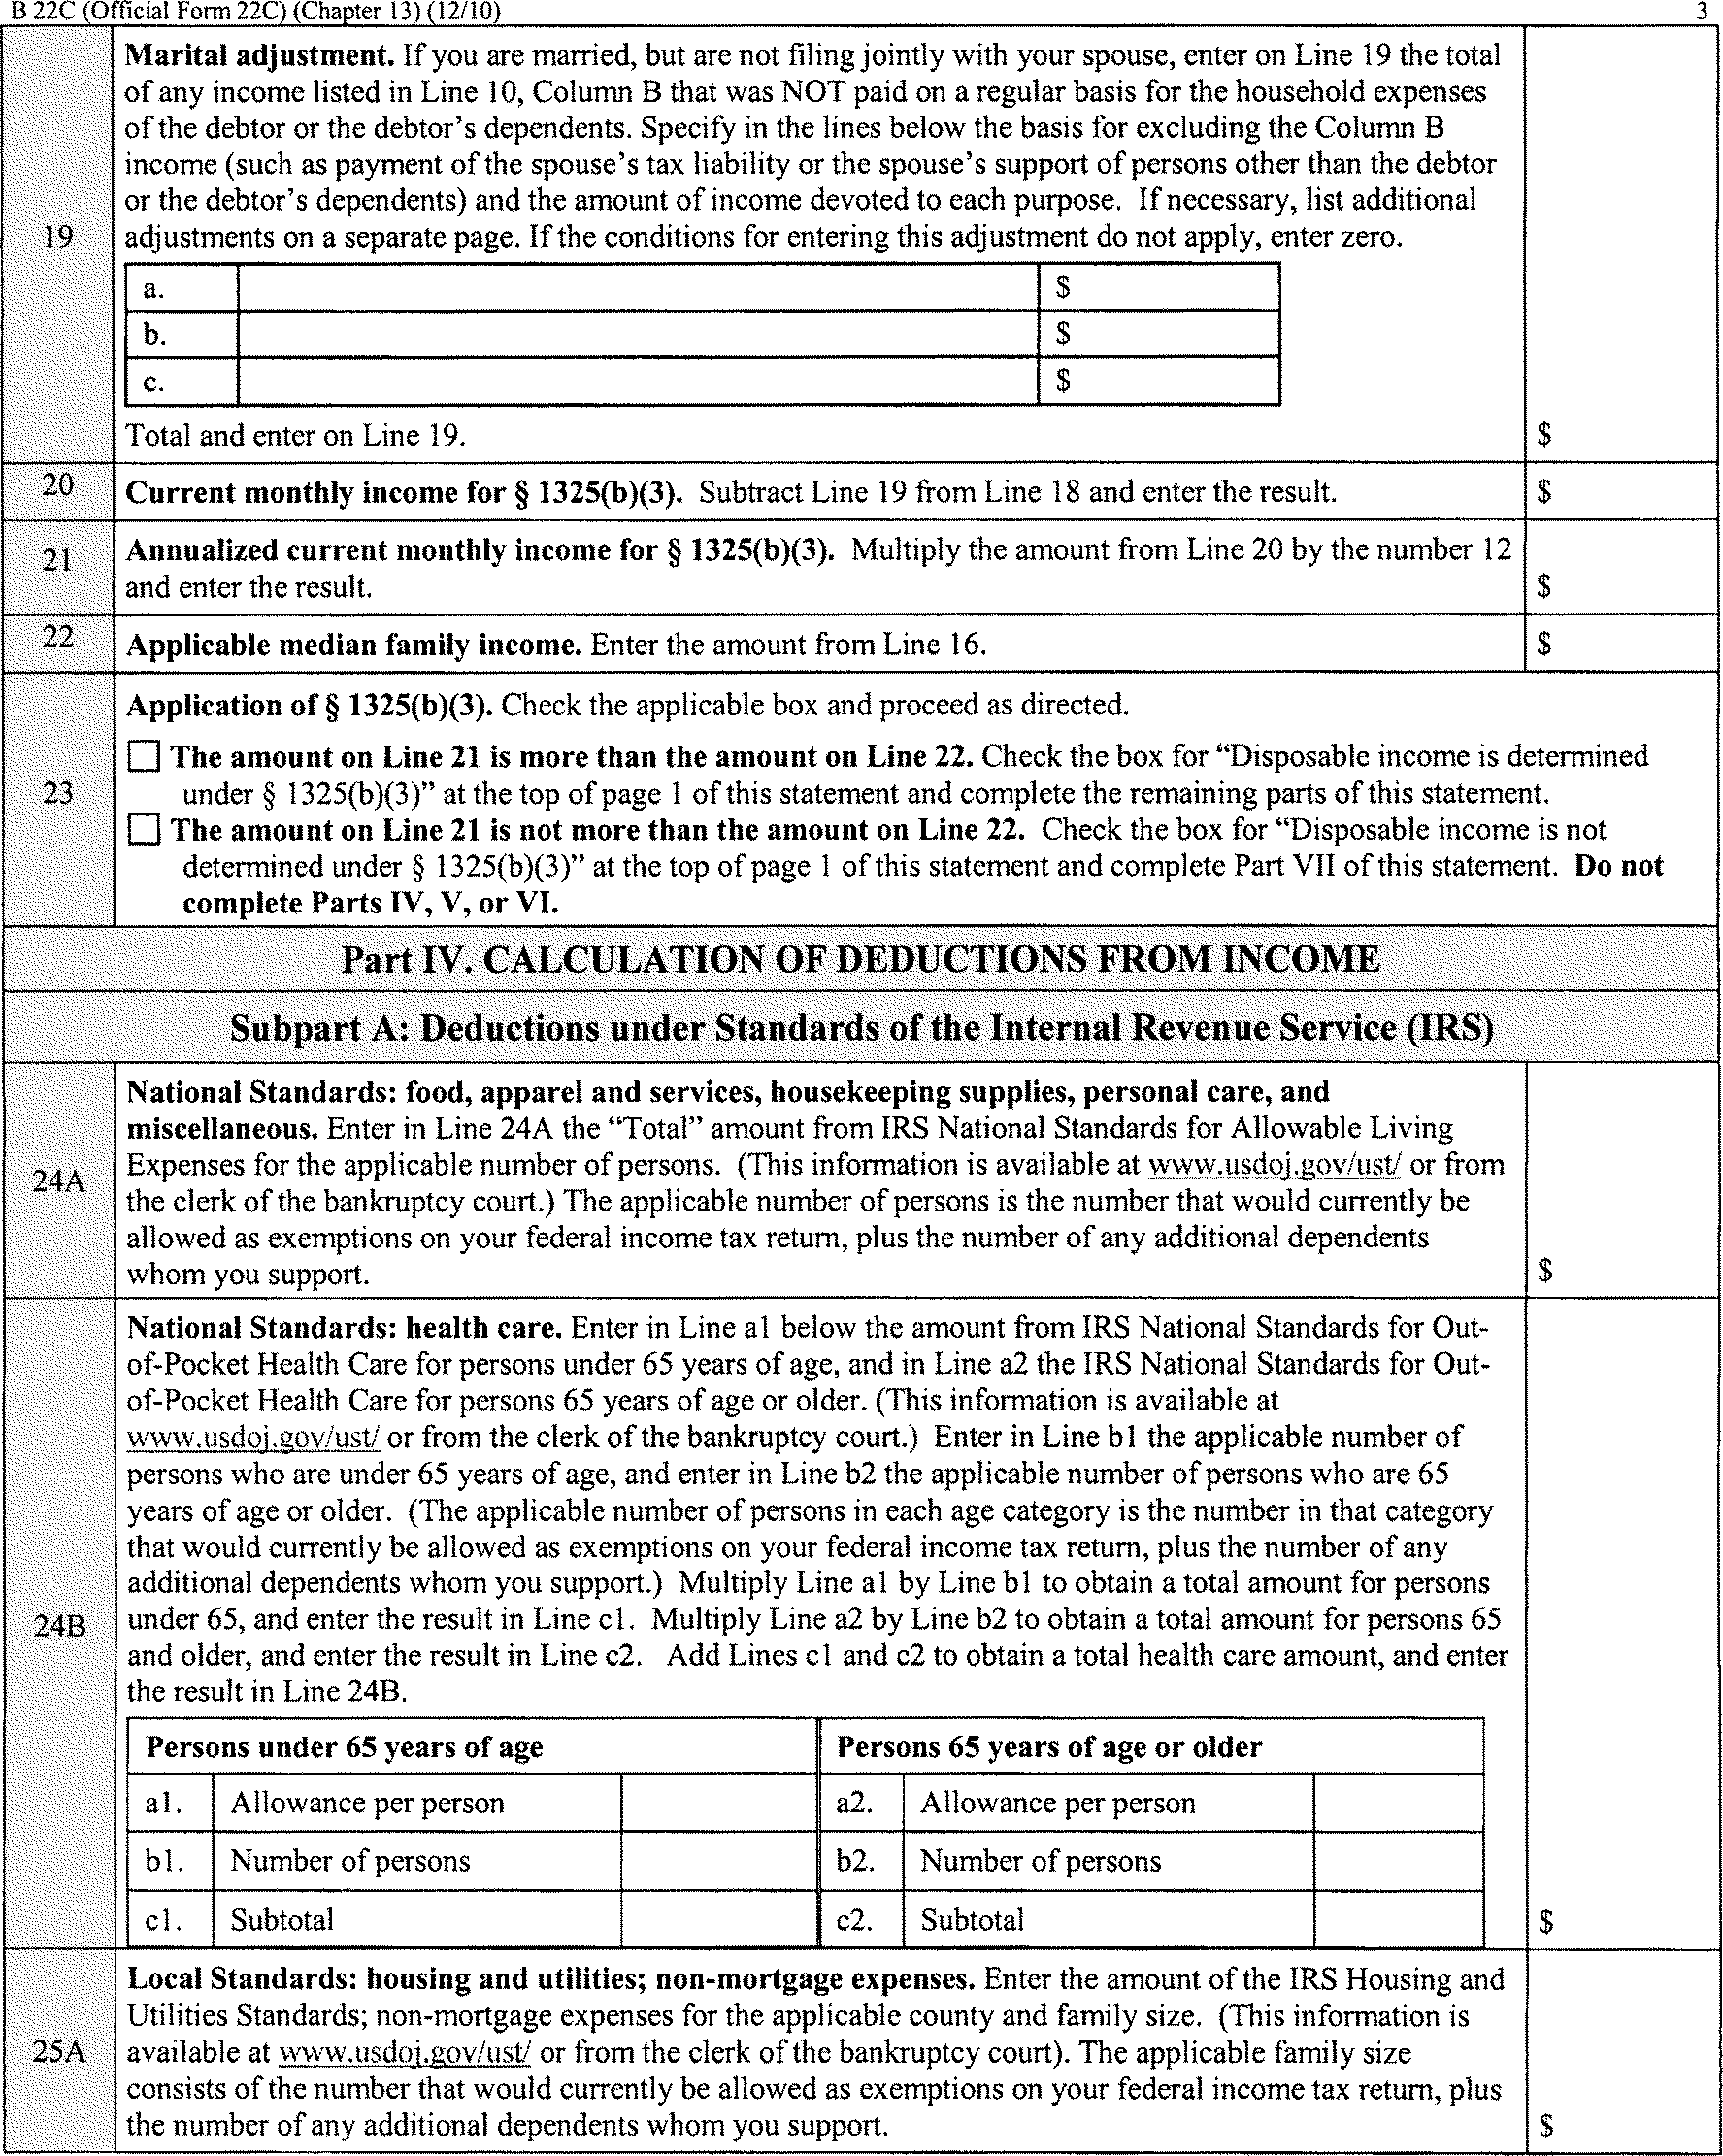 B 22C (Official Form 22C) (Chapter 13) (12/10) 3
Marital adjustment. If you are married, but are not filing jointly with your spouse, enter on Line 19 the total
of any income listed in Line 10, Column B that was NOT paid on a regular basis for the household expenses
of the debtor or the debtor's dependents. Specify in the lines below the basis for excluding the Column B
income (such as payment of the spouse's tax liability or the spouse's support of persons other than the debtor
or the debtor's dependents) and the amount of income devoted to each purpose. If necessary, list additional
19 adjustments on a separate page. If the conditions for entering this adjustment do not apply, enter zero.
a. $
b. $
c. $
Total and enter on Line 19. $
20 Current monthly income for § 1325(b)(3). Subtract Line 19 from Line 18 and enter the result. $
21 Annualized current monthly income for § 1325(b)(3). Multiply the amount from Line 20 by the number 12
and enter the result. $
22 Applicable median family income. Enter the amount from Line 16. $
Application of § 1325(b)(3). Check the applicable box and proceed as directed.
The amount on Line 21 is more than the amount on Line 22. Check the box for “Disposable income is determined
23 under § 1325(b)(3)” at the top of page 1 of this statement and complete the remaining parts of this statement.
The amount on Line 21 is not more than the amount on Line 22. Check the box for “Disposable income is not
determined under § 1325(b)(3)” at the top of page 1 of this statement and complete Part VII of this statement. Do not
complete Parts IV, V, or VI.
Part IV. CALCULATION OF DEDUCTIONS FROM INCOME
Subpart A: Deductions under Standards of the Internal Revenue Service (IRS)
National Standards: food, apparel and services, housekeeping supplies, personal care, and
miscellaneous. Enter in Line 24A the “Total” amount from IRS National Standards for Allowable Living
24A Expenses for the applicable number of persons. (This information is available at www.usdoj.gov/ust/ or from
the clerk of the bankruptcy court.) The applicable number of persons is the number that would currently be
allowed as exemptions on your federal income tax return, plus the number of any additional dependents
whom you support. $
National Standards: health care. Enter in Line a1 below the amount from IRS National Standards for Out-
of-Pocket Health Care for persons under 65 years of age, and in Line a2 the IRS National Standards for Out-
of-Pocket Health Care for persons 65 years of age or older. (This information is available at
www.usdoj.gov/ust/ or from the clerk of the bankruptcy court.) Enter in Line b1 the applicable number of
persons who are under 65 years of age, and enter in Line b2 the applicable number of persons who are 65
years of age or older. (The applicable number of persons in each age category is the number in that category
that would currently be allowed as exemptions on your federal income tax return, plus the number of any
additional dependents whom you support.) Multiply Line a1 by Line b1 to obtain a total amount for persons
24B under 65, and enter the result in Line c1. Multiply Line a2 by Line b2 to obtain a total amount for persons 65
and older, and enter the result in Line c2. Add Lines c1 and c2 to obtain a total health care amount, and enter
the result in Line 24B.
Persons under 65 years of age Persons 65 years of age or older
a1. Allowance per person a2. Allowance per person
b1. Number of persons b2. Number of persons
c1. Subtotal c2. Subtotal $
Local Standards: housing and utilities; non-mortgage expenses. Enter the amount of the IRS Housing and
Utilities Standards; non-mortgage expenses for the applicable county and family size. (This information is
25A available at www.usdoj.gov/ust/ or from the clerk of the bankruptcy court). The applicable family size
consists of the number that would currently be allowed as exemptions on your federal income tax return, plus
the number of any additional dependents whom you support. $